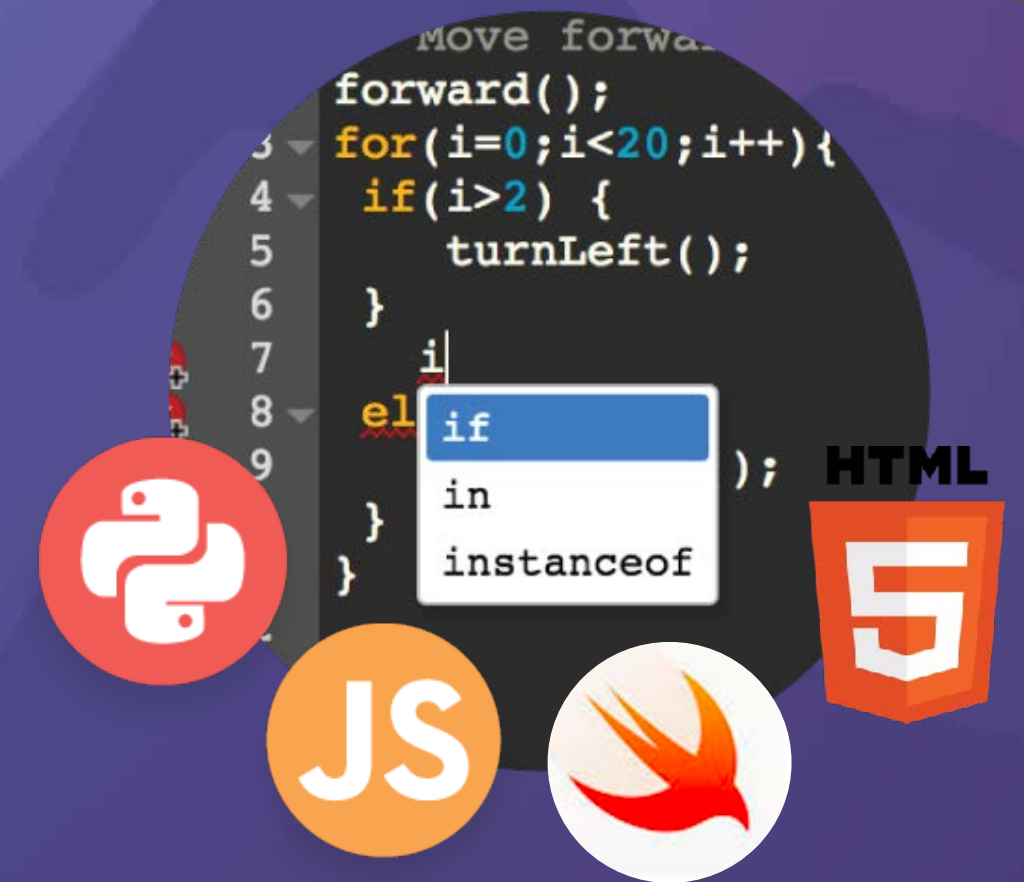 Move forwa
forward();
3 for(i=0;i<20;i++){
4 if(i>2) {
5 turnLeft();
6 }
7 i
8 el
if
9 );
in
}
instanceof
}
HTML
5
JS